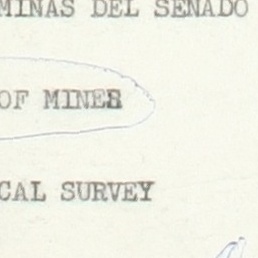 MINAS DEL SENADO
OF MINES
CAL SURVEY